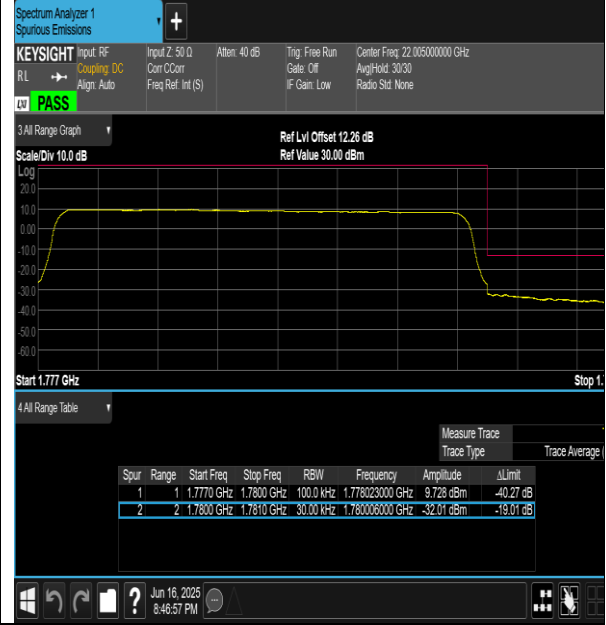 Spectrum Analyzer 1
Spurious Emissions
+
KEYSIGHT Input: RF Input Z: 50 Ω Atten: 40 dB Trig: Free Run Center Freq: 22.005000000 GHz
RL Coupling: DC Corr CCorr Gate: Off Avg|Hold: 30/30
Align: Auto Freq Ref: Int (S) IF Gain: Low Radio Std: None
LXI PASS
3 All Range Graph
Ref Lvl Offset 12.26 dB
Scale/Div 10.0 dB Ref Value 30.00 dBm
Log
20.0
10.0
0.00
-10.0
-20.0
-30.0
-40.0
-50.0
-60.0
Start 1.777 GHz Stop 1.
4 All Range Table
Measure Trace
Trace Type Trace Average (
Spur Range Start Freq Stop Freq RBW Frequency Amplitude ΔLimit
1 1 1.7770 GHz 1.7800 GHz 100.0 kHz 1.778023000 GHz 9.728 dBm -40.27 dB
2 2 1.7800 GHz 1.7810 GHz 30.00 kHz 1.780006000 GHz -32.01 dBm -19.01 dB
? Jun 16, 2025
8:46:57 PM